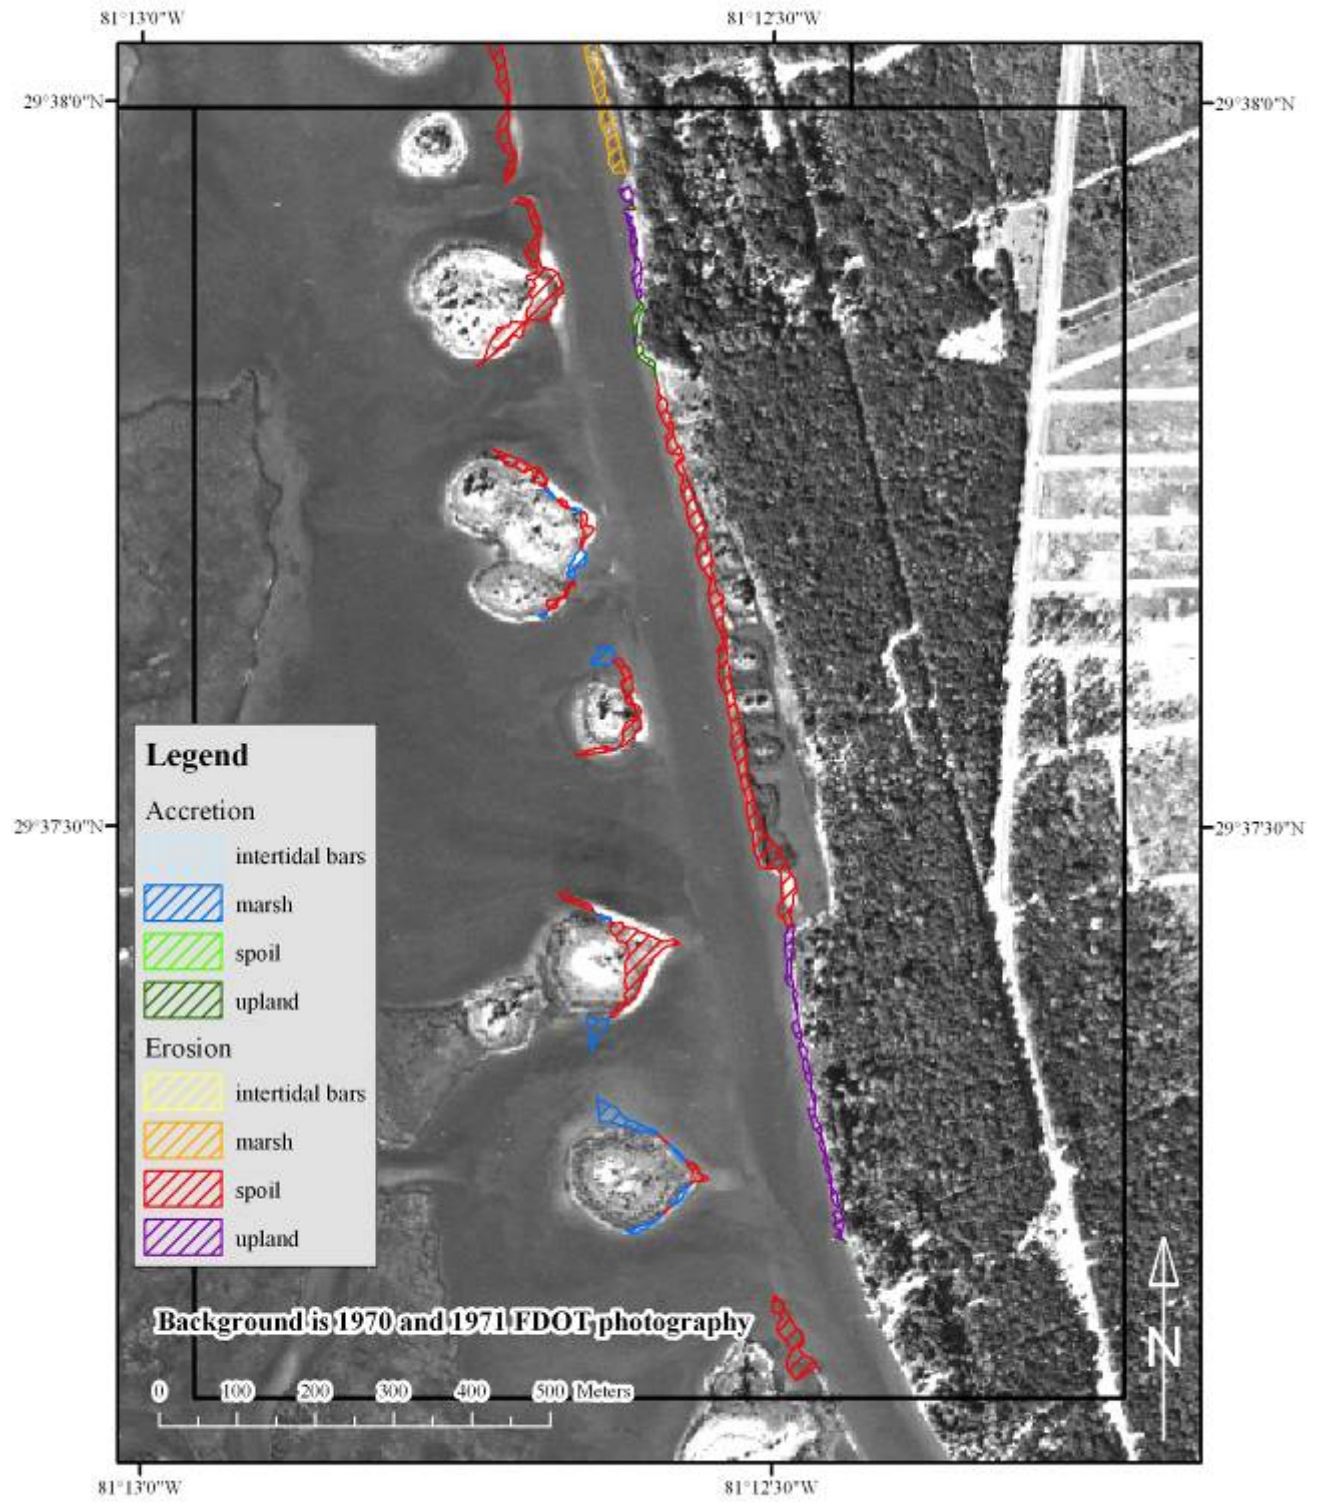 81°13'0"W 81°12'30"W
29°38'0"N 29°38'0"N
29°37'30"N 29°37'30"N
Legend
Accretion
intertidal bars
marsh
spoil
upland
Erosion
intertidal bars
marsh
spoil
upland
Background is 1970 and 1971 FDOT photography
0 100 200 300 400 500 Meters
N
81°13'0"W 81°12'30"W